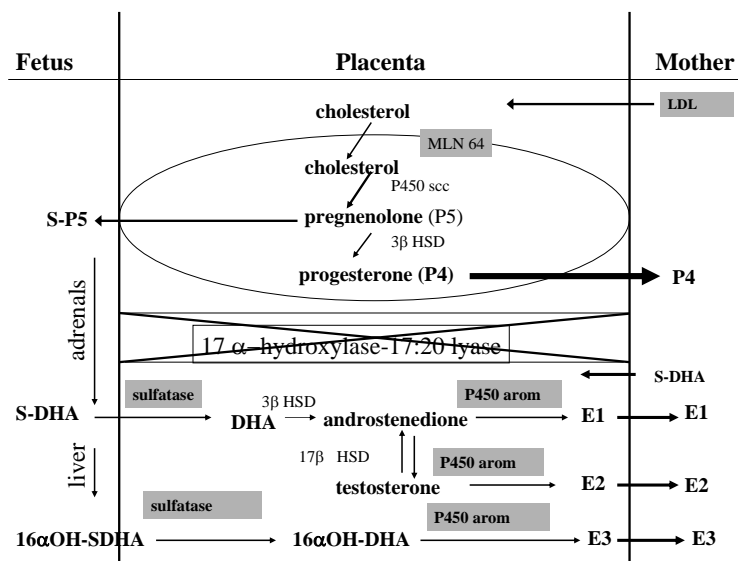 Fetus Placenta Mother
LDL
cholesterol
MLN 64
cholesterol
P450 scc
S-P5 pregnenolone (P5)
3β HSD
progesterone (P4) P4
adrenals
17 α−hydroxylase-17:20 lyase
S-DHA
sulfatase 3β HSD P450 arom
S-DHA DHA androstenedione E1 E1
liver
17β HSD P450 arom
testosterone E2 E2
sulfatase P450 arom
16αOH-SDHA 16αOH-DHA E3 E3